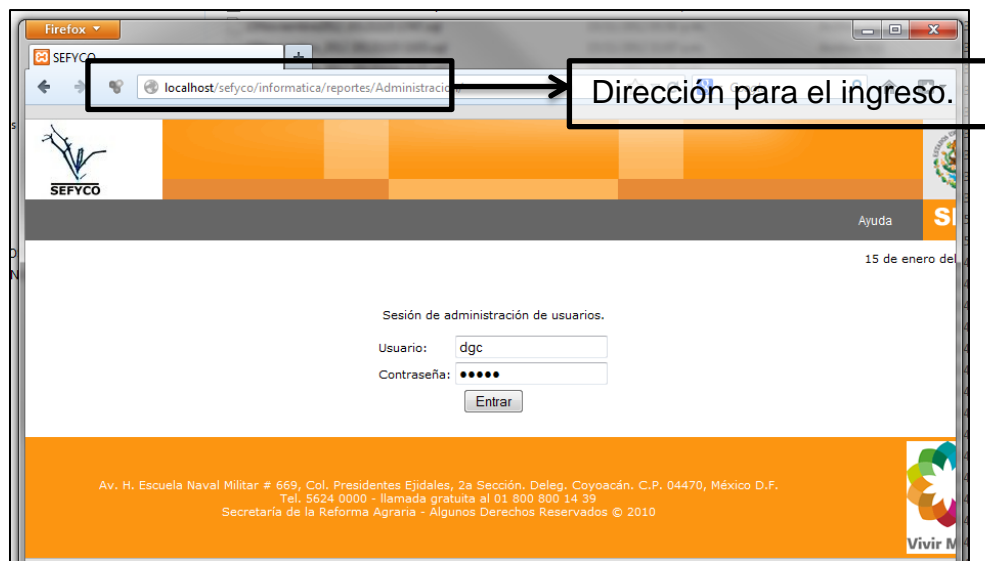 Firefox
SEFYCO
localhost/sefyco/informatica/reportes/Administracio
Dirección para el ingreso.
SEFYCO
Ayuda
15 de enero del
Sesión de administración de usuarios.
Usuario: dgc
Contraseña: •••••
Entrar
Av. H. Escuela Naval Militar # 669, Col. Presidentes Ejidales, 2a Sección. Deleg. Coyoacán. C.P. 04470, México D.F.
Tel. 5624 0000 - llamada gratuita al 01 800 800 14 39
Secretaría de la Reforma Agraria - Algunos Derechos Reservados © 2010
Vivir M